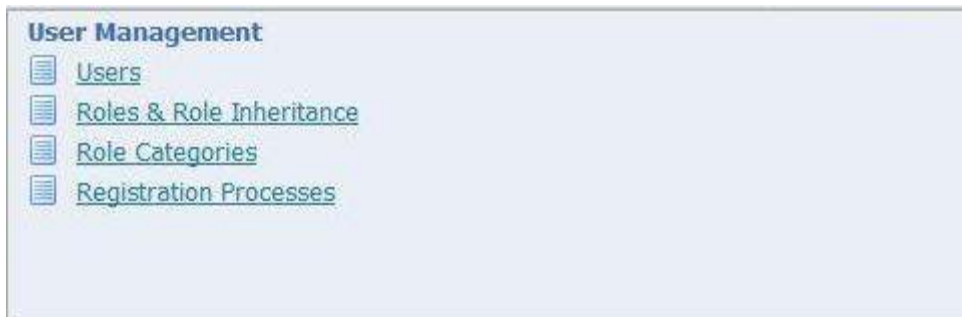 User Management
Users
Roles & Role Inheritance
Role Categories
Registration Processes